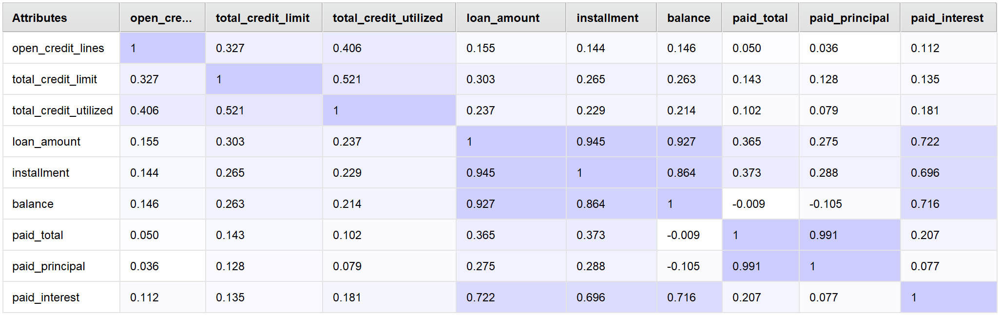 Attributes open_cre... total_credit_limit total_credit_utilized loan_amount installment balance paid_total paid_principal paid_interest
open_credit_lines 1 0.327 0.406 0.155 0.144 0.146 0.050 0.036 0.112
total_credit_limit 0.327 1 0.521 0.303 0.265 0.263 0.143 0.128 0.135
total_credit_utilized 0.406 0.521 1 0.237 0.229 0.214 0.102 0.079 0.181
loan_amount 0.155 0.303 0.237 1 0.945 0.927 0.365 0.275 0.722
installment 0.144 0.265 0.229 0.945 1 0.864 0.373 0.288 0.696
balance 0.146 0.263 0.214 0.927 0.864 1 -0.009 -0.105 0.716
paid_total 0.050 0.143 0.102 0.365 0.373 -0.009 1 0.991 0.207
paid_principal 0.036 0.128 0.079 0.275 0.288 -0.105 0.991 1 0.077
paid_interest 0.112 0.135 0.181 0.722 0.696 0.716 0.207 0.077 1